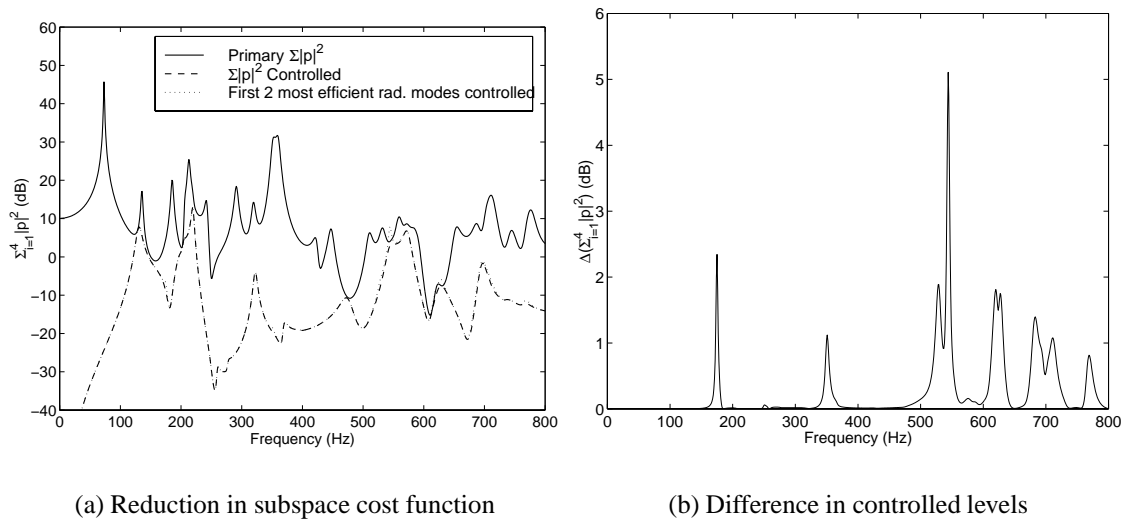 60
50
40
30
20
10
0
−10
−20
−30
−40
Σ⁴ᵢ₌₁|p|² (dB)
Primary Σ|p|²
Σ|p|² Controlled
First 2 most efficient rad. modes controlled
0 100 200 300 400 500 600 700 800
Frequency (Hz)
(a) Reduction in subspace cost function
6
5
4
3
2
1
0
Δ(Σ⁴ᵢ₌₁|p|²) (dB)
0 100 200 300 400 500 600 700 800
Frequency (Hz)
(b) Difference in controlled levels